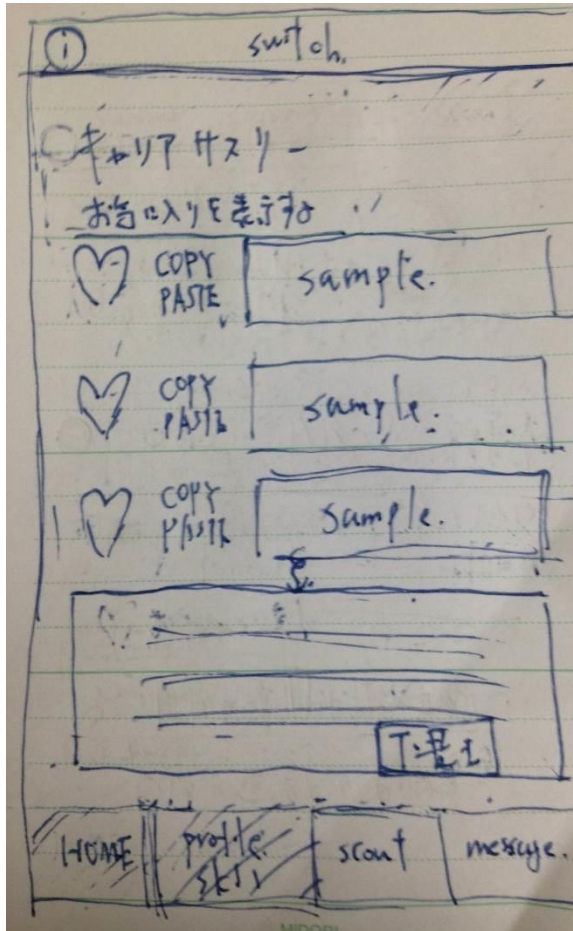 switch.
キャリアサマリー
お気に入りを表示する
COPY
PASTE
sample.
COPY
PASTE
sample.
COPY
PASTE
sample.
HOME
profile
scout
message.
MIDORI